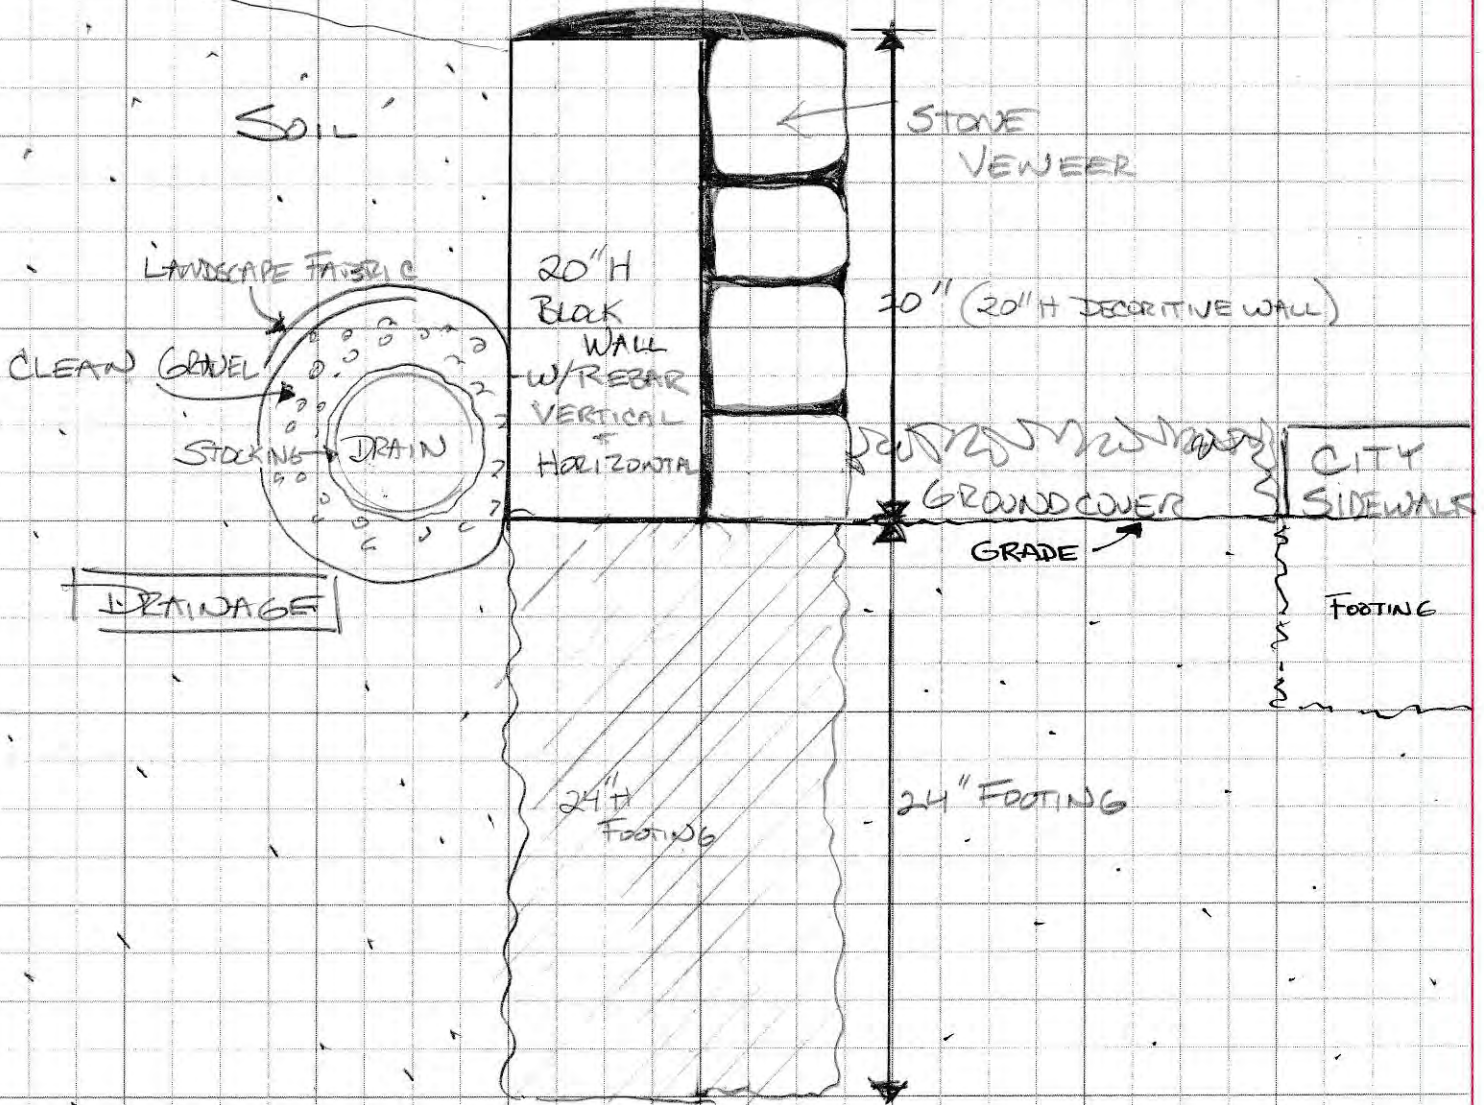 SOIL
STONE
VENEER
LANDSCAPE FABRIC
CLEAN GRAVEL
STOCKING
DRAIN
DRAINAGE
20"H
BLOCK
WALL
W/REBAR
VERTICAL
+
HORIZONTAL
20" (20"H DECORITIVE WALL)
GROUNDCOVER
CITY
SIDEWALK
GRADE
FOOTING
24"H
FOOTING
24" FOOTING